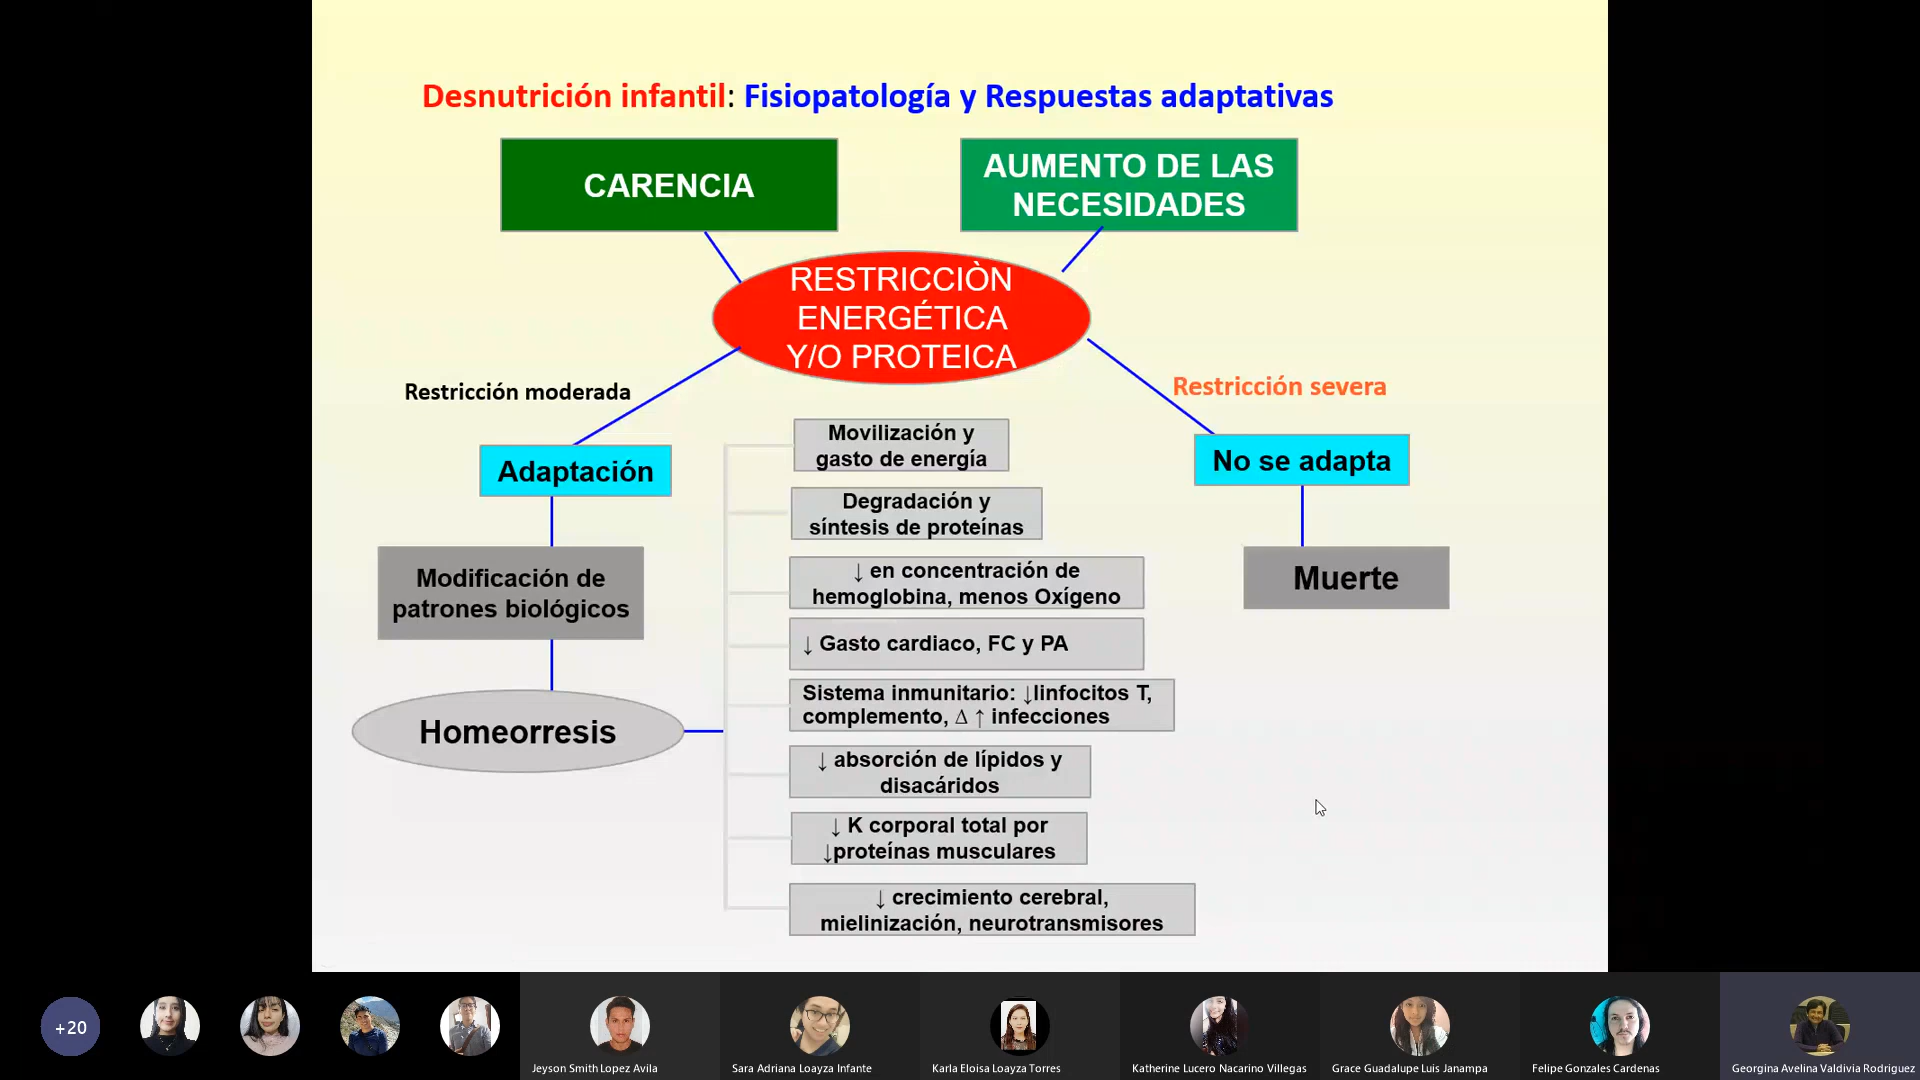 Desnutrición infantil: Fisiopatología y Respuestas adaptativas
CARENCIA
AUMENTO DE LAS
NECESIDADES
RESTRICCIÒN
ENERGÉTICA
Y/O PROTEICA
Restricción moderada
Restricción severa
Adaptación
No se adapta
Modificación de
patrones biológicos
Muerte
Homeorresis
Movilización y
gasto de energía
Degradación y
síntesis de proteínas
↓ en concentración de
hemoglobina, menos Oxígeno
↓ Gasto cardiaco, FC y PA
Sistema inmunitario: ↓linfocitos T,
complemento, Δ ↑ infecciones
↓ absorción de lípidos y
disacáridos
↓ K corporal total por
↓proteínas musculares
↓ crecimiento cerebral,
mielinización, neurotransmisores
+20
Jeyson Smith Lopez Avila
Sara Adriana Loayza Infante
Karla Eloisa Loayza Torres
Katherine Lucero Nacarino Villegas
Grace Guadalupe Luis Janampa
Felipe Gonzales Cardenas
Georgina Avelina Valdivia Rodriguez